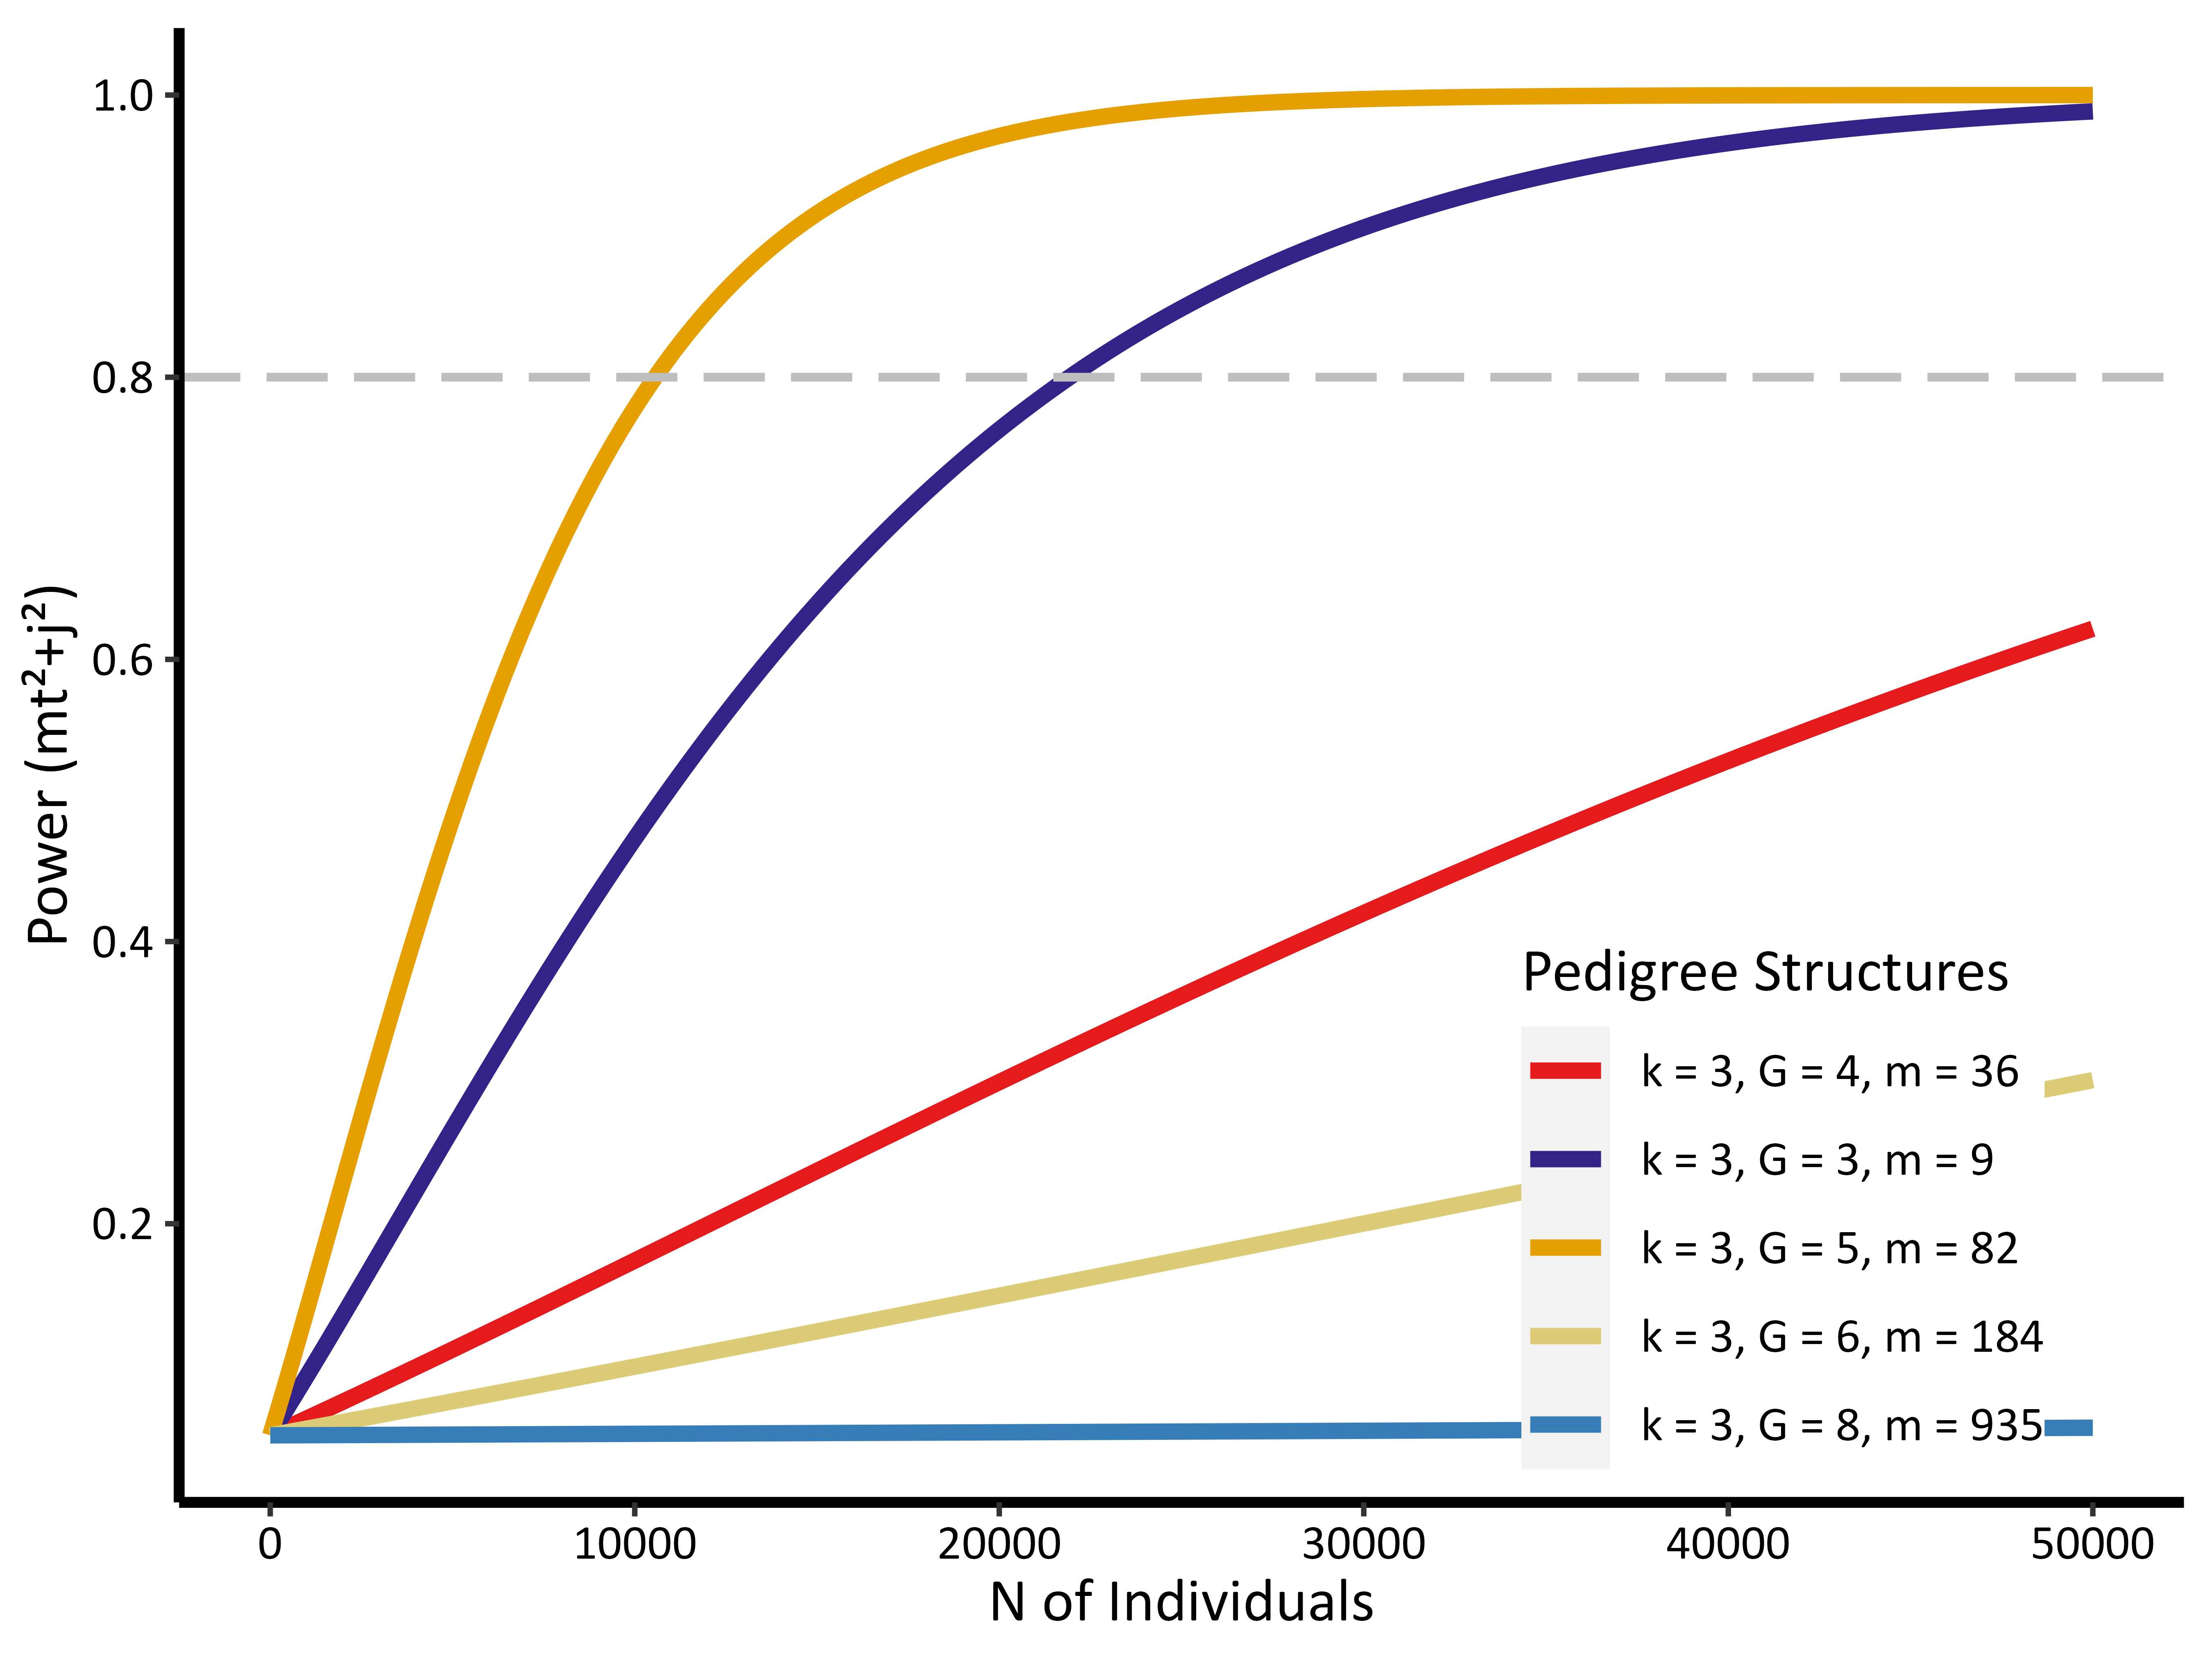 1.0
0.8
0.6
0.4
0.2
Power (mt²+j²)
Pedigree Structures
k = 3, G = 4, m = 36
k = 3, G = 3, m = 9
k = 3, G = 5, m = 82
k = 3, G = 6, m = 184
k = 3, G = 8, m = 935
0 10000 20000 30000 40000 50000
N of Individuals